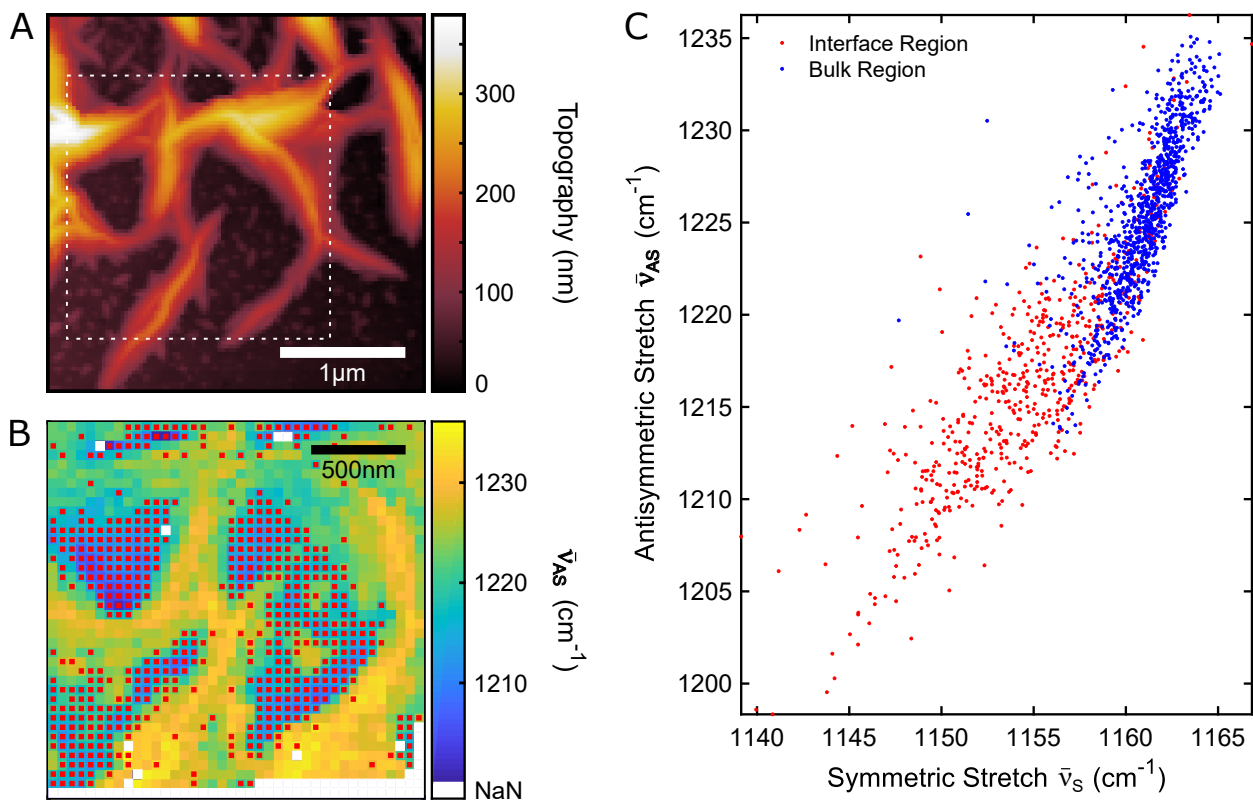 A
300
200
100
0
Topography (nm)
1µm
B
500nm
1230
1220
1210
NaN
ν̄AS (cm⁻¹)
C
Interface Region
Bulk Region
1235
1230
1225
1220
1215
1210
1205
1200
Antisymmetric Stretch ν̄AS (cm⁻¹)
1140 1145 1150 1155 1160 1165
Symmetric Stretch ν̄S (cm⁻¹)